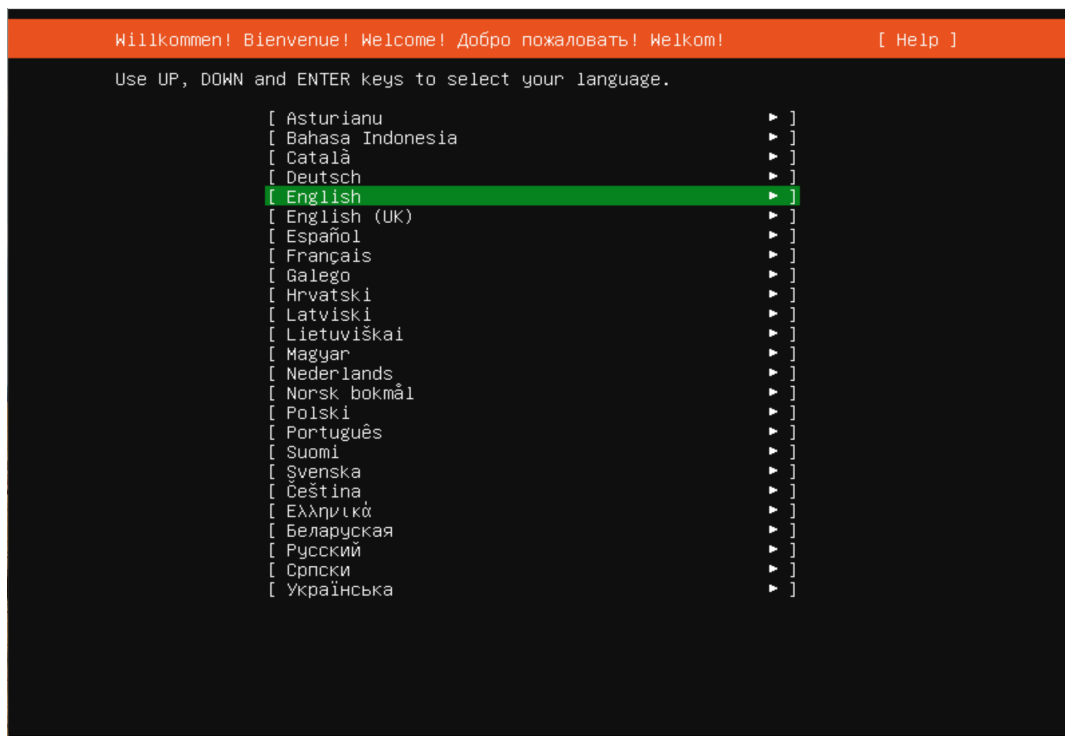 Willkommen! Bienvenue! Welcome! Добро пожаловать! Welkom! [ Help ]
Use UP, DOWN and ENTER keys to select your language.
[ Asturianu ► ]
[ Bahasa Indonesia ► ]
[ Català ► ]
[ Deutsch ► ]
[ English ► ]
[ English (UK) ► ]
[ Español ► ]
[ Français ► ]
[ Galego ► ]
[ Hrvatski ► ]
[ Latviski ► ]
[ Lietuviškai ► ]
[ Magyar ► ]
[ Nederlands ► ]
[ Norsk bokmål ► ]
[ Polski ► ]
[ Português ► ]
[ Suomi ► ]
[ Svenska ► ]
[ Čeština ► ]
[ Ελληνικά ► ]
[ Беларуская ► ]
[ Русский ► ]
[ Српски ► ]
[ Українська ► ]